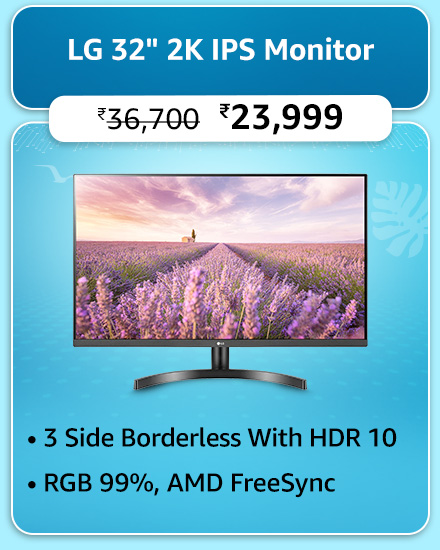 LG 32" 2K IPS Monitor
₹36,700 ₹23,999
LG
• 3 Side Borderless With HDR 10
• RGB 99%, AMD FreeSync